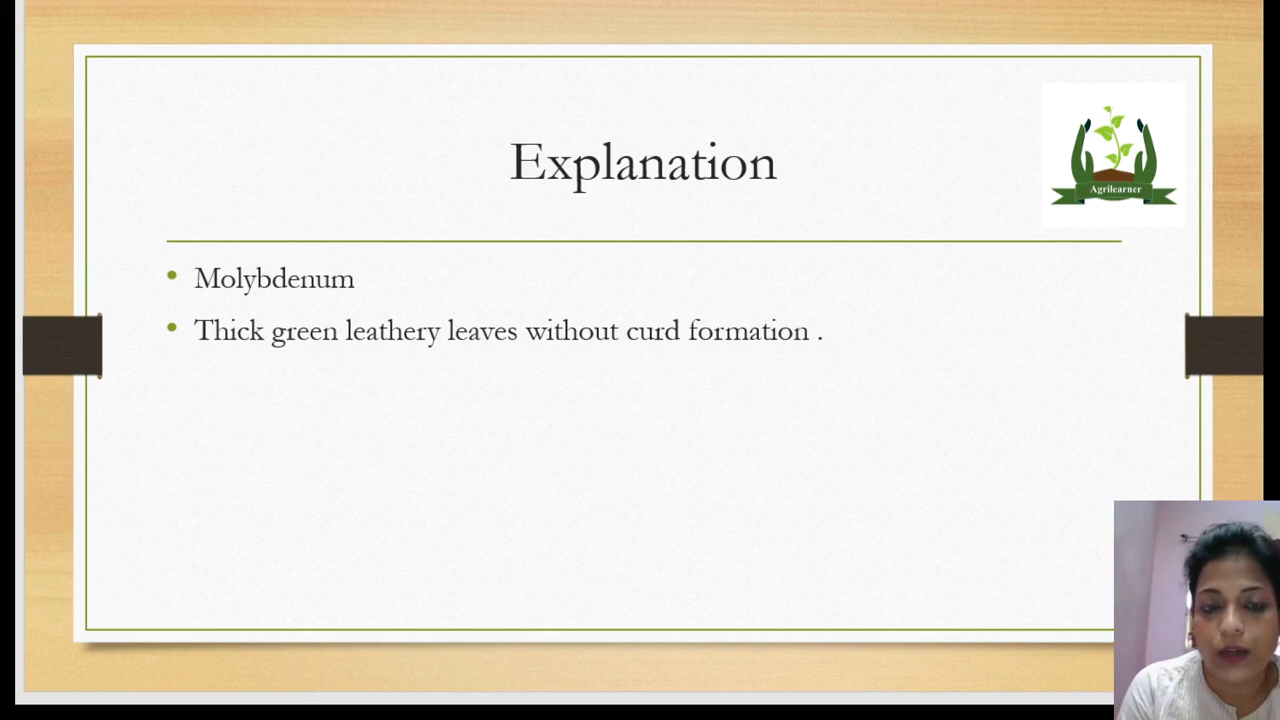 Explanation
Agrilearner
Molybdenum
Thick green leathery leaves without curd formation .